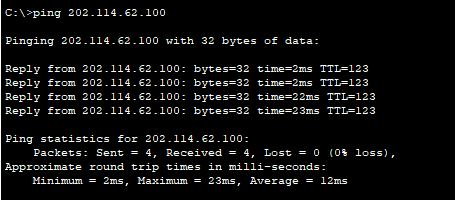 C:\>ping 202.114.62.100
Pinging 202.114.62.100 with 32 bytes of data:
Reply from 202.114.62.100: bytes=32 time=2ms TTL=123
Reply from 202.114.62.100: bytes=32 time=2ms TTL=123
Reply from 202.114.62.100: bytes=32 time=22ms TTL=123
Reply from 202.114.62.100: bytes=32 time=23ms TTL=123
Ping statistics for 202.114.62.100:
    Packets: Sent = 4, Received = 4, Lost = 0 (0% loss),
Approximate round trip times in milli-seconds:
    Minimum = 2ms, Maximum = 23ms, Average = 12ms